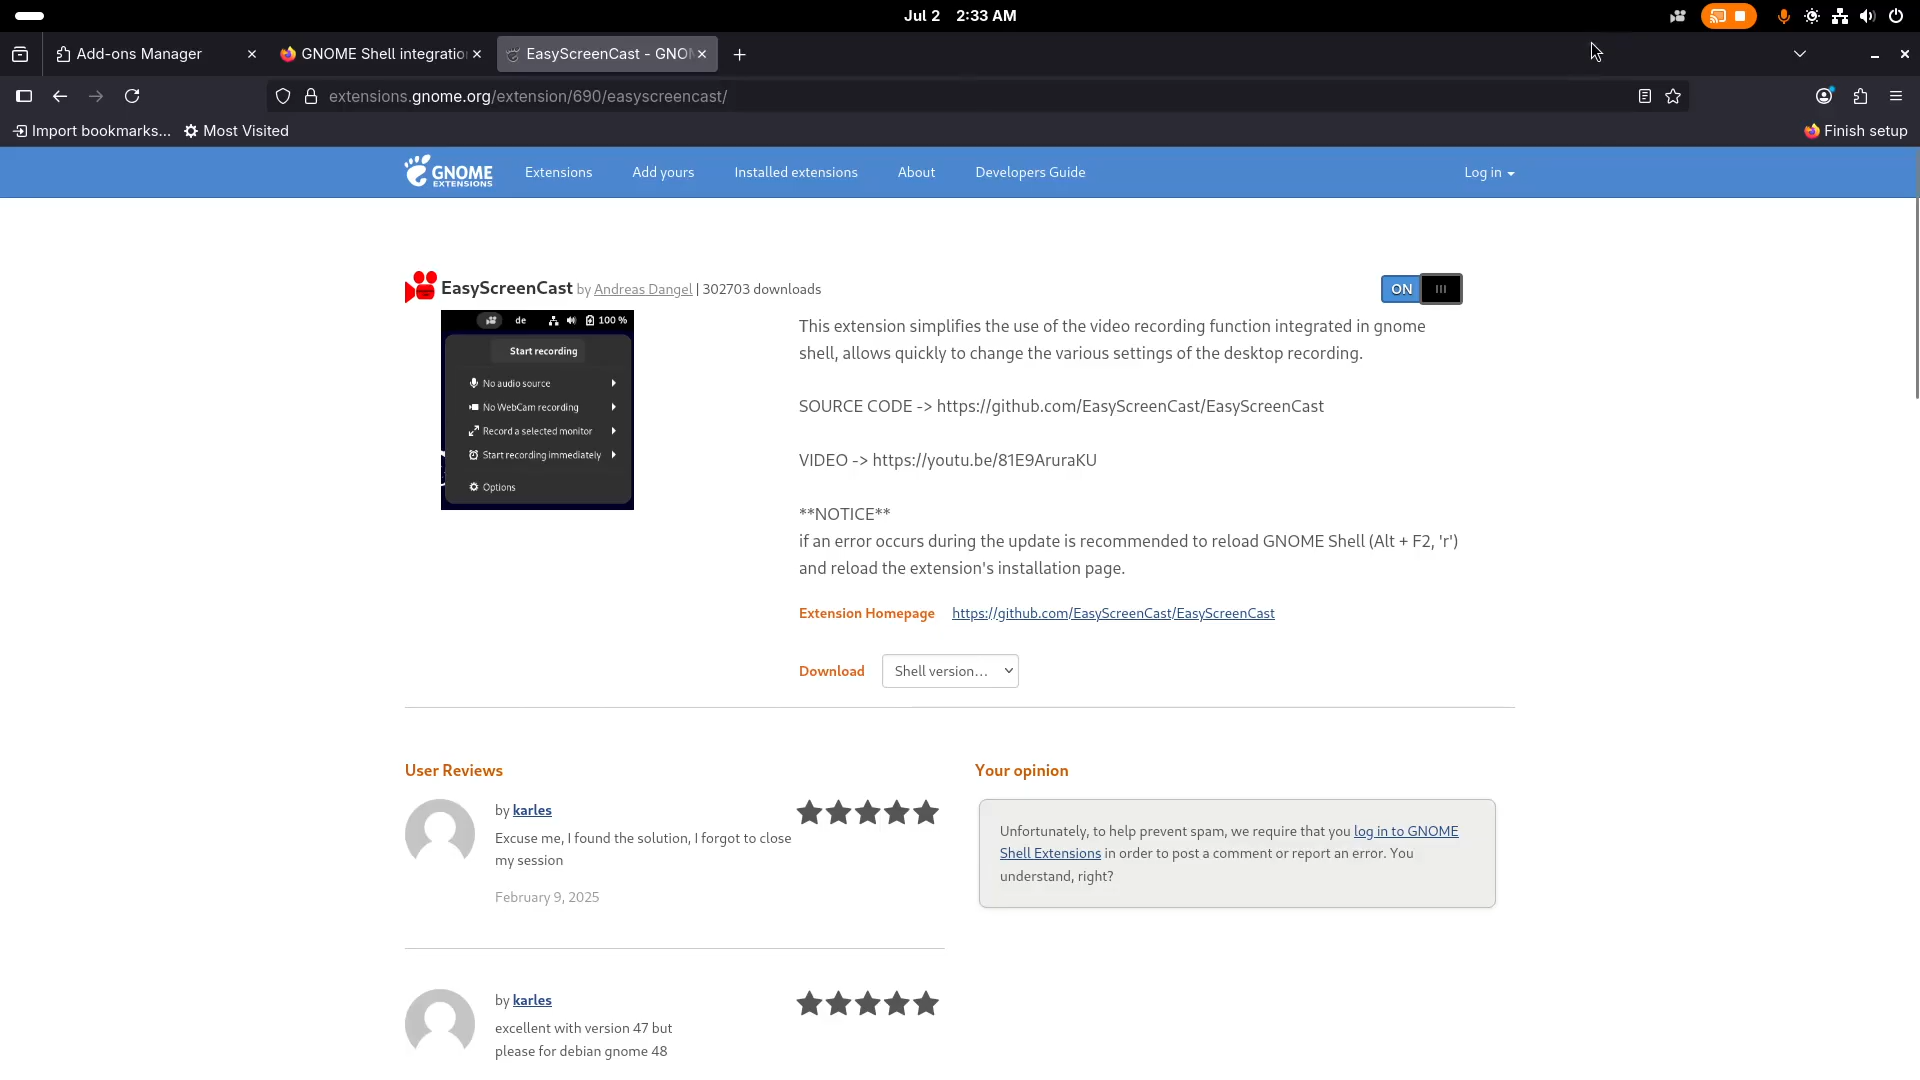 Jul 2 2:33 AM
Add-ons Manager
GNOME Shell integratio
EasyScreenCast - GNO
extensions.gnome.org/extension/690/easyscreencast/
Import bookmarks...
Most Visited
Finish setup
GNOME
EXTENSIONS
Extensions
Add yours
Installed extensions
About
Developers Guide
Log in
EasyScreenCast by Andreas Dangel | 302703 downloads
ON
de
100 %
Start recording
No audio source
No WebCam recording
Record a selected monitor
Start recording immediately
Options
This extension simplifies the use of the video recording function integrated in gnome
shell, allows quickly to change the various settings of the desktop recording.
SOURCE CODE -> https://github.com/EasyScreenCast/EasyScreenCast
VIDEO -> https://youtu.be/81E9AruraKU
**NOTICE**
if an error occurs during the update is recommended to reload GNOME Shell (Alt + F2, 'r')
and reload the extension's installation page.
Extension Homepage https://github.com/EasyScreenCast/EasyScreenCast
Download Shell version...
User Reviews
by karles
Excuse me, I found the solution, I forgot to close
my session
February 9, 2025
by karles
excellent with version 47 but
please for debian gnome 48
Your opinion
Unfortunately, to help prevent spam, we require that you log in to GNOME
Shell Extensions in order to post a comment or report an error. You
understand, right?